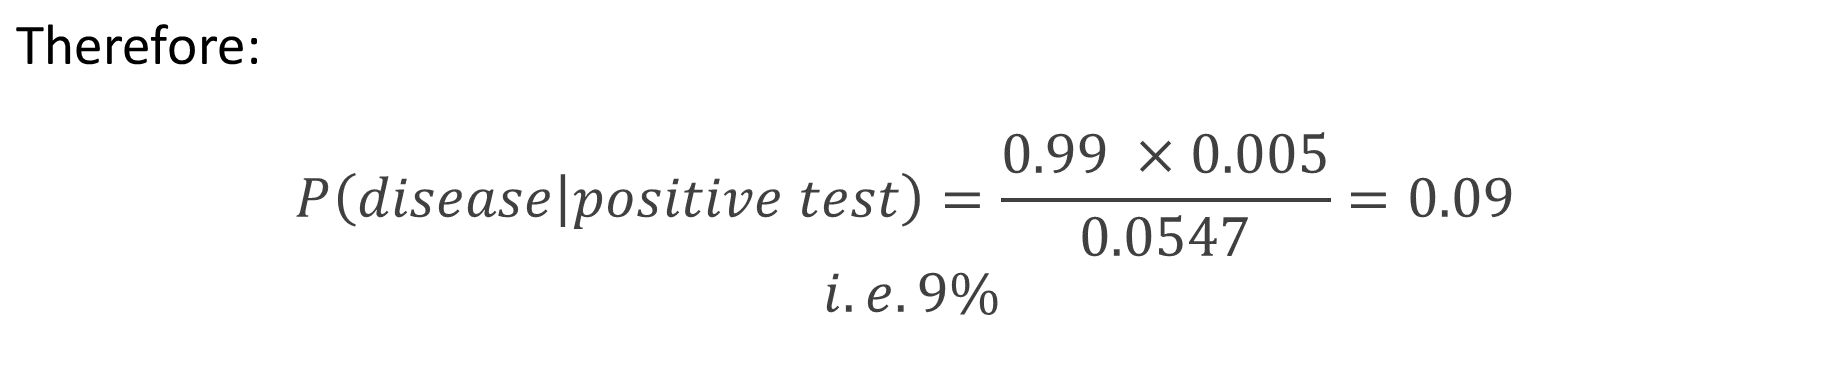 Therefore:
P(disease|positive test) = 0.99 × 0.005 / 0.0547 = 0.09
i.e. 9%